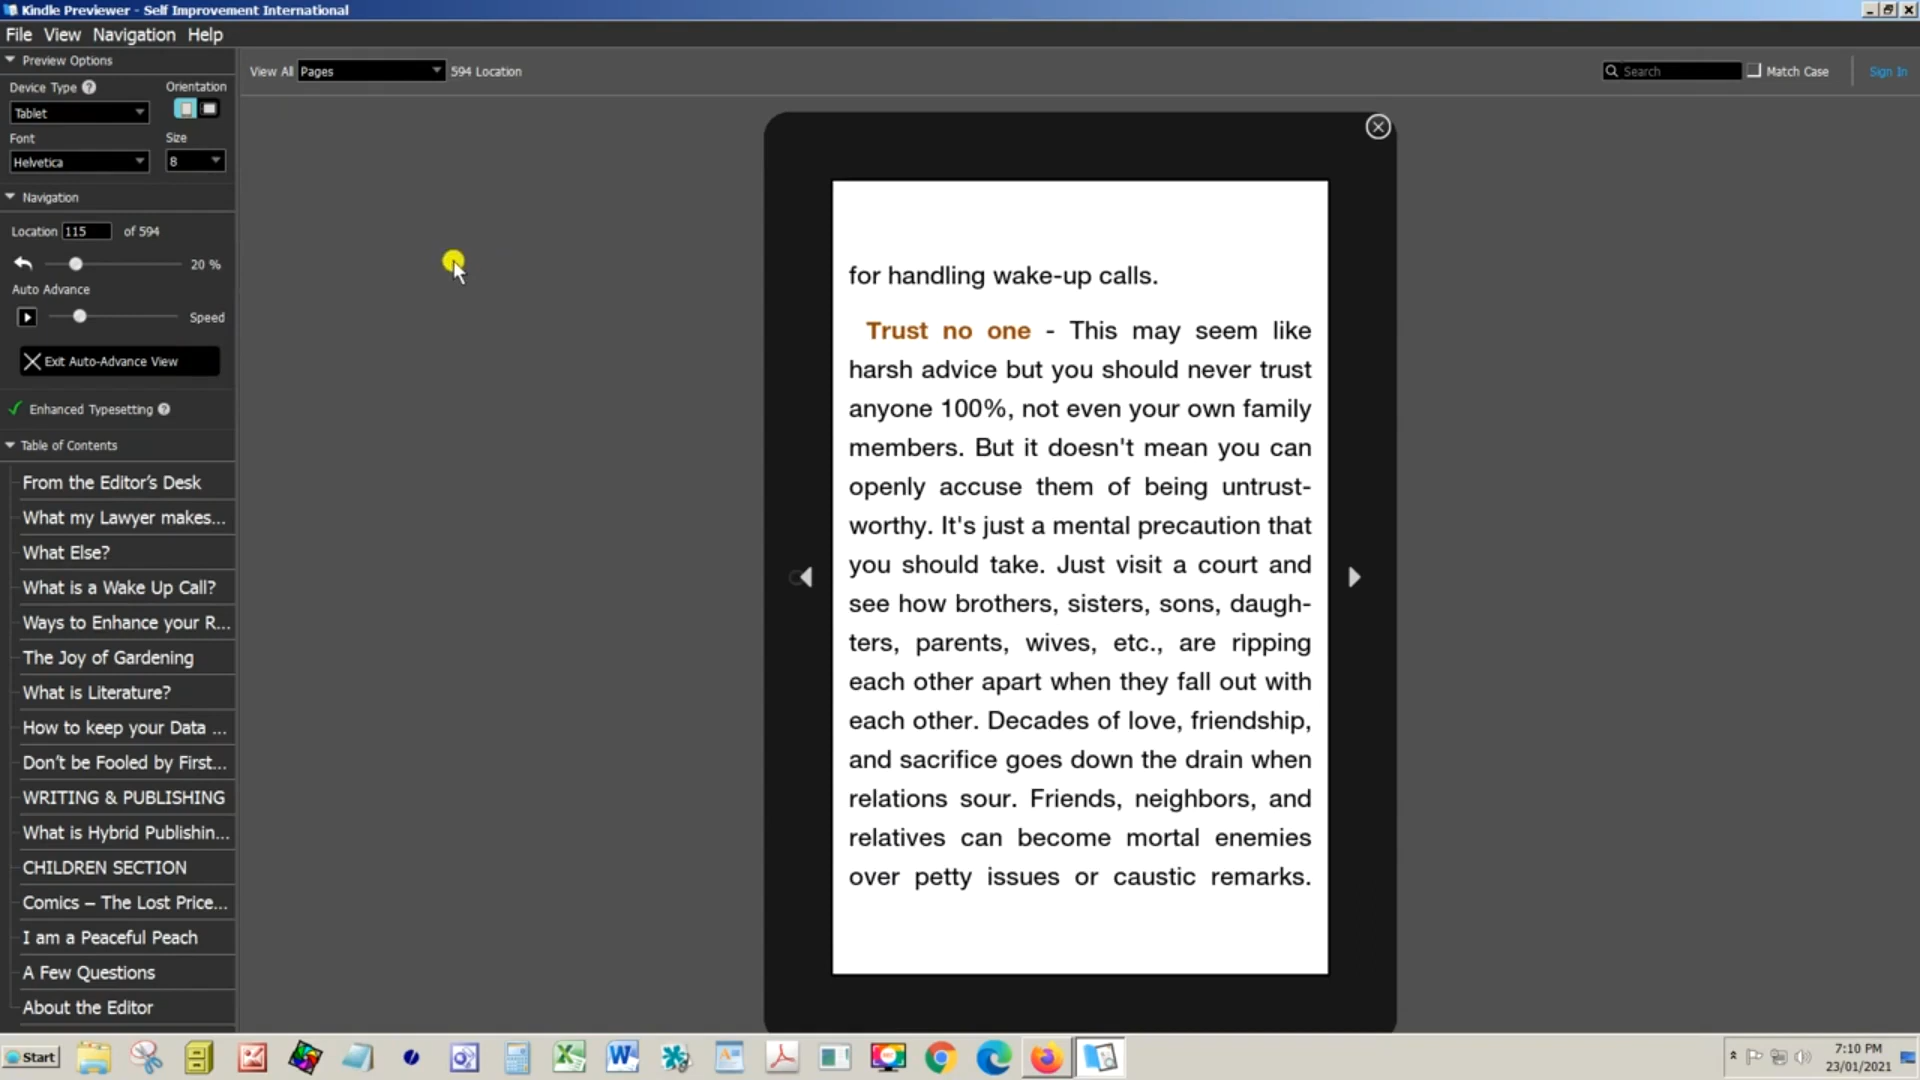 Kindle Previewer - Self Improvement International
File View Navigation Help
Preview Options
Device Type ? Orientation
Tablet
Font Size
Helvetica 8
Navigation
Location 115 of 594
20 %
Auto Advance
Speed
Exit Auto-Advance View
Enhanced Typesetting ?
Table of Contents
From the Editor's Desk
What my Lawyer makes...
What Else?
What is a Wake Up Call?
Ways to Enhance your R...
The Joy of Gardening
What is Literature?
How to keep your Data ...
Don't be Fooled by First...
WRITING & PUBLISHING
What is Hybrid Publishin...
CHILDREN SECTION
Comics – The Lost Price...
I am a Peaceful Peach
A Few Questions
About the Editor
View All Pages 594 Location
Search Match Case Sign In
for handling wake-up calls.
Trust no one - This may seem like
harsh advice but you should never trust
anyone 100%, not even your own family
members. But it doesn't mean you can
openly accuse them of being untrust-
worthy. It's just a mental precaution that
you should take. Just visit a court and
see how brothers, sisters, sons, daugh-
ters, parents, wives, etc., are ripping
each other apart when they fall out with
each other. Decades of love, friendship,
and sacrifice goes down the drain when
relations sour. Friends, neighbors, and
relatives can become mortal enemies
over petty issues or caustic remarks.
Start
7:10 PM
23/01/2021